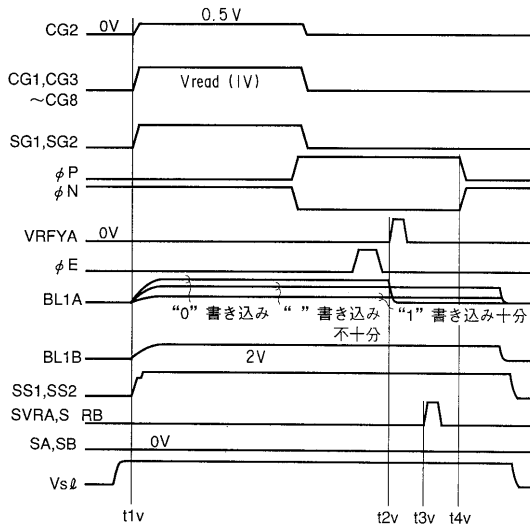 CG2 0V 0.5V
CG1,CG3
～CG8
Vread (1V)
SG1,SG2
φP
φN
VRFYA 0V
φE
BL1A
“0” 書き込み “ ” 書き込み
不十分
“1” 書き込み十分
BL1B
2V
SS1,SS2
SVRA,S RB
SA,SB 0V
Vsℓ
t1v t2v t3v t4v